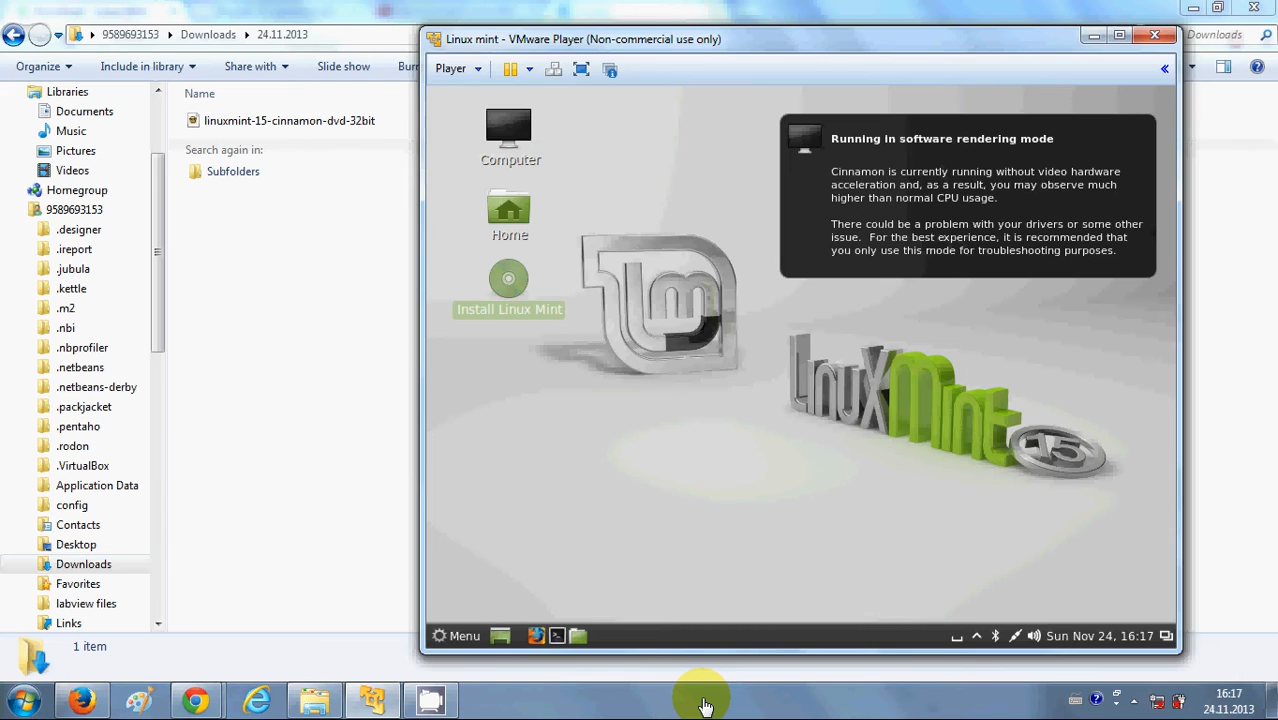 9589693153
Downloads
24.11.2013
Downloads
Organize
Include in library
Share with
Slide show
Burn
Libraries
Documents
Music
Pictures
Videos
Homegroup
9589693153
.designer
.ireport
.jubula
.kettle
.m2
.nbi
.nbprofiler
.netbeans
.netbeans-derby
.packjacket
.pentaho
.rodon
.VirtualBox
Application Data
config
Contacts
Desktop
Downloads
Favorites
labview files
Links
Name
linuxmint-15-cinnamon-dvd-32bit
Search again in:
Subfolders
1 item
Linux mint - VMware Player (Non-commercial use only)
Player
Computer
Home
Install Linux Mint
Running in software rendering mode
Cinnamon is currently running without video hardware
acceleration and, as a result, you may observe much
higher than normal CPU usage.
There could be a problem with your drivers or some other
issue. For the best experience, it is recommended that
you only use this mode for troubleshooting purposes.
lm
LinuxMint 15
Menu
Sun Nov 24, 16:17
16:17
24.11.2013